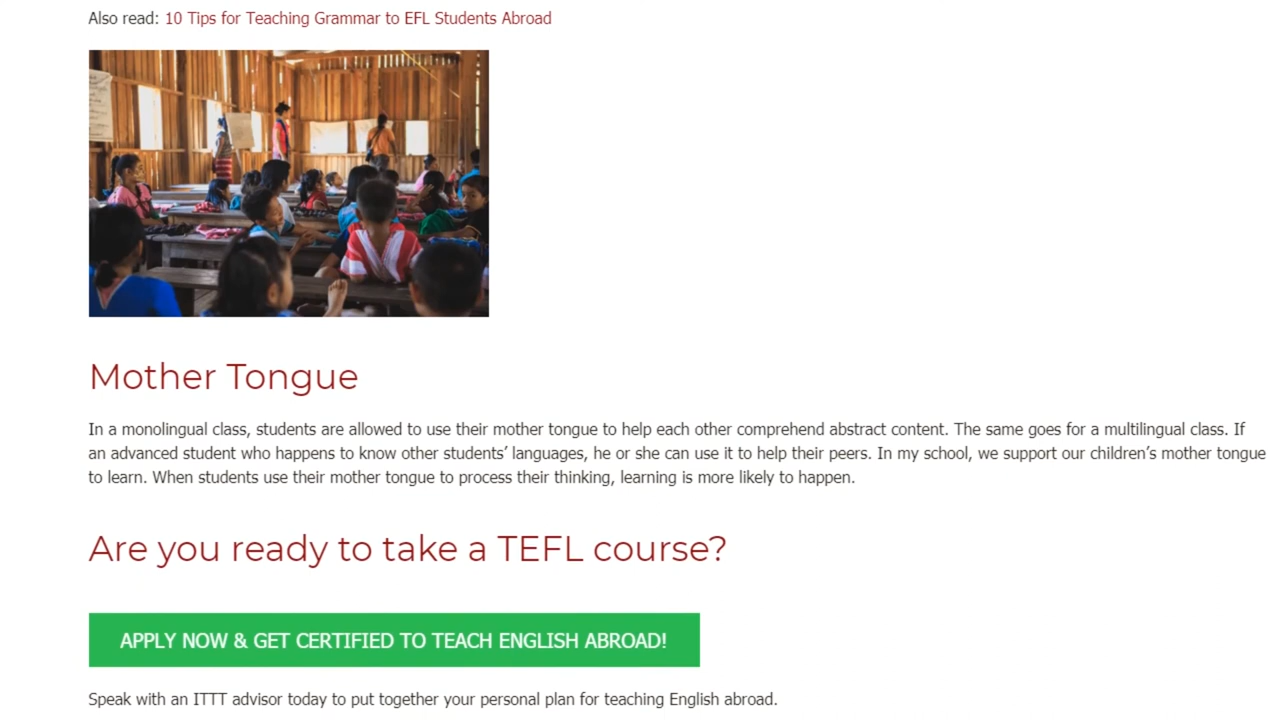 Also read: 10 Tips for Teaching Grammar to EFL Students Abroad
Mother Tongue
In a monolingual class, students are allowed to use their mother tongue to help each other comprehend abstract content. The same goes for a multilingual class. If
an advanced student who happens to know other students’ languages, he or she can use it to help their peers. In my school, we support our children’s mother tongue
to learn. When students use their mother tongue to process their thinking, learning is more likely to happen.
Are you ready to take a TEFL course?
APPLY NOW & GET CERTIFIED TO TEACH ENGLISH ABROAD!
Speak with an ITTT advisor today to put together your personal plan for teaching English abroad.